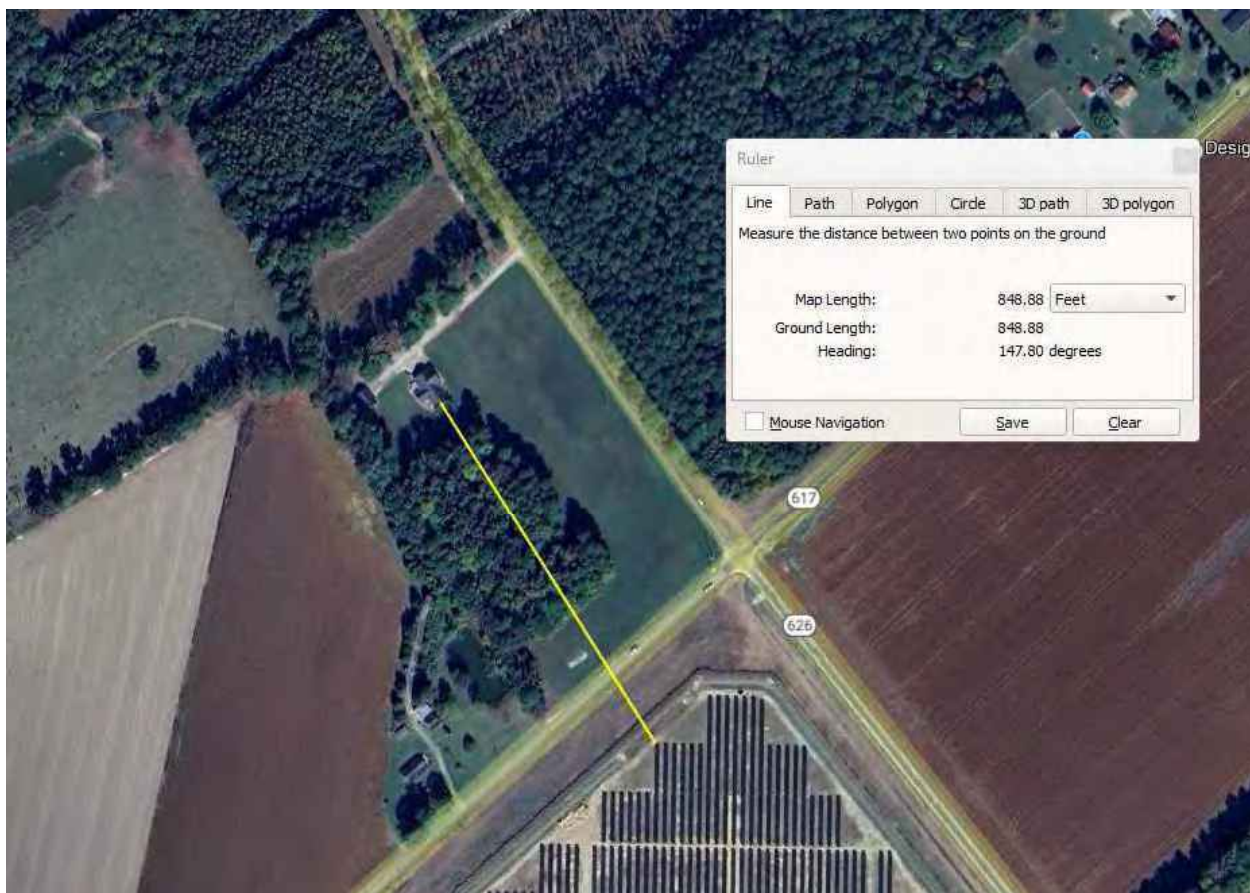 Desig
Ruler
Line Path Polygon Circle 3D path 3D polygon
Measure the distance between two points on the ground
Map Length: 848.88 Feet
Ground Length: 848.88
Heading: 147.80 degrees
Mouse Navigation Save Clear
617
626